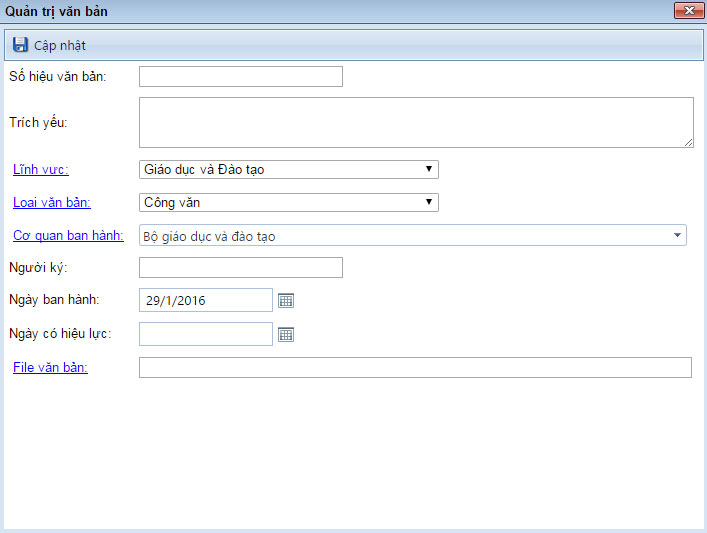 Quản trị văn bản
Cập nhật
Số hiệu văn bản:
Trích yếu:
Lĩnh vực: Giáo dục và Đào tạo
Loại văn bản: Công văn
Cơ quan ban hành: Bộ giáo dục và đào tạo
Người ký:
Ngày ban hành: 29/1/2016
Ngày có hiệu lực:
File văn bản: